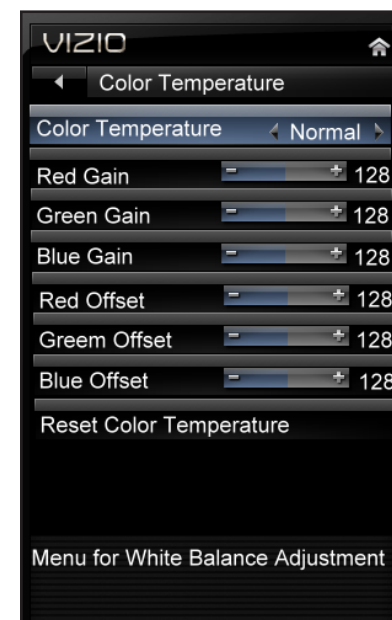 VIZIO
Color Temperature
Color Temperature Normal
Red Gain - + 128
Green Gain - + 128
Blue Gain - + 128
Red Offset - + 128
Greem Offset - + 128
Blue Offset - + 128
Reset Color Temperature
Menu for White Balance Adjustment